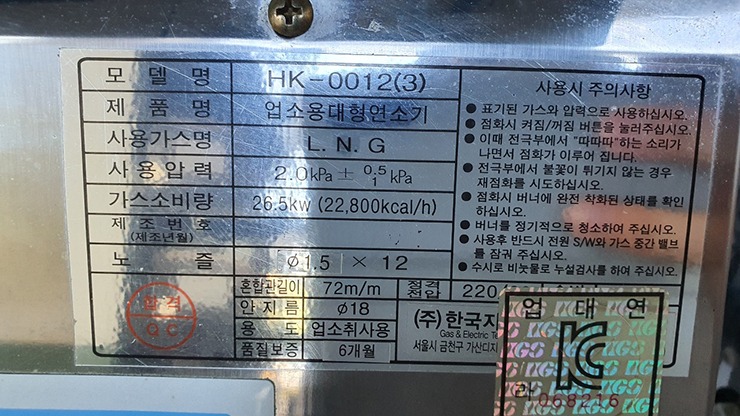 모 델 명 HK-0012(3)
제 품 명 업소용대형연소기
사용가스명 L. N. G
사 용 압 력 2.0kPa ± 0.5/1 kPa
가스소비량 26.5kw (22,800kcal/h)
제 조 번 호
(제조년월)
노 즐 ø1.5 × 12
혼합관길이 72m/m 정격전압 220
안 지 름 ø18
용 도 업소취사용
품질보증 6개월
(주) 한국자
Gas & Electric Te
서울시 금천구 가산디지
사용시 주의사항
● 표기된 가스와 압력으로 사용하십시오.
● 점화시 켜짐/꺼짐 버튼을 눌러주십시오.
● 이때 전극부에서 "따따따"하는 소리가
나면서 점화가 이루어 집니다.
● 전극부에서 불꽃이 튀기지 않는 경우
재점화를 시도하십시오.
● 점화시 버너에 완전 착화된 상태를 확인
하십시오.
● 버너를 정기적으로 청소하여 주십시오.
● 사용후 반드시 전원 S/W와 가스 중간 밸브
를 잠궈 주십시오.
● 수시로 비눗물로 누설검사를 하여 주십시오.
합격
Q C
업 대 연
KC
KGS
라 068216